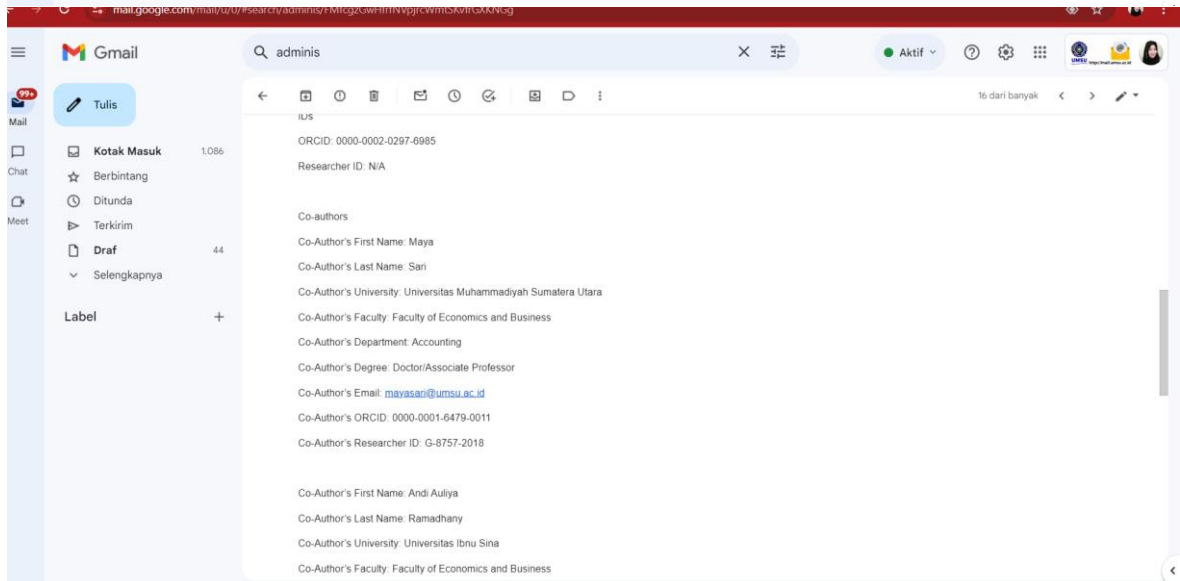 mail.google.com/mail/u/0/#search/adminis/FMfcgzGwHfrfNVpjrcWmtSKvfrGXKNGg
Gmail
adminis
Aktif
UMSU
99+
Mail
Chat
Meet
Tulis
Kotak Masuk 1.086
Berbintang
Ditunda
Terkirim
Draf 44
Selengkapnya
Label
16 dari banyak
IDs
ORCID: 0000-0002-0297-6985
Researcher ID: N/A
Co-authors
Co-Author's First Name: Maya
Co-Author's Last Name: Sari
Co-Author's University: Universitas Muhammadiyah Sumatera Utara
Co-Author's Faculty: Faculty of Economics and Business
Co-Author's Department: Accounting
Co-Author's Degree: Doctor/Associate Professor
Co-Author's Email: mayasari@umsu.ac.id
Co-Author's ORCID: 0000-0001-6479-0011
Co-Author's Researcher ID: G-8757-2018
Co-Author's First Name: Andi Auliya
Co-Author's Last Name: Ramadhany
Co-Author's University: Universitas Ibnu Sina
Co-Author's Faculty: Faculty of Economics and Business